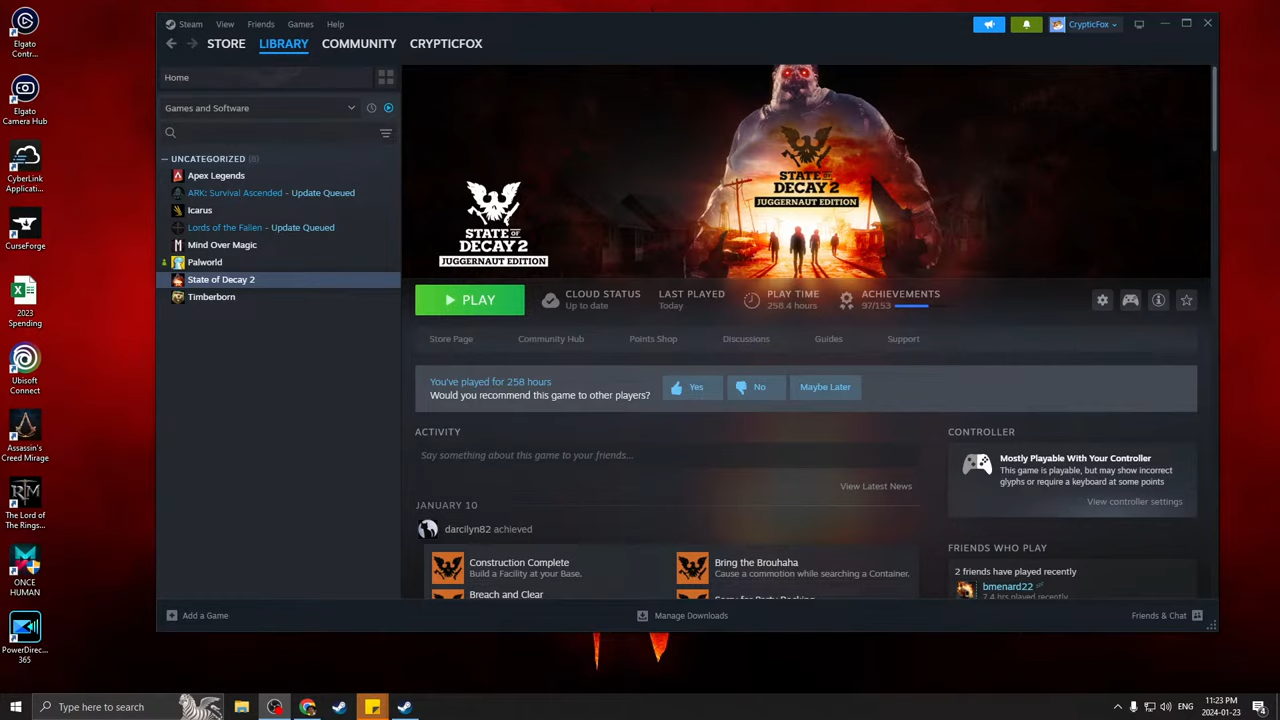 Elgato
Contr...
Elgato
Camera Hub
CyberLink
Applicati...
CurseForge
2023
Spending
Ubisoft
Connect
Assassin's
Creed Mirage
The Lord of
The Rings...
ONCE
HUMAN
PowerDirec...
365
Steam View Friends Games Help
CrypticFox
STORE LIBRARY COMMUNITY CRYPTICFOX
Home
Games and Software
UNCATEGORIZED (8)
Apex Legends
ARK: Survival Ascended - Update Queued
Icarus
Lords of the Fallen - Update Queued
Mind Over Magic
Palworld
State of Decay 2
Timberborn
STATE OF
DECAY 2
JUGGERNAUT EDITION
STATE OF
DECAY 2
JUGGERNAUT EDITION
PLAY
CLOUD STATUS
Up to date
LAST PLAYED
Today
PLAY TIME
258.4 hours
ACHIEVEMENTS
97/153
Store Page Community Hub Points Shop Discussions Guides Support
You've played for 258 hours
Would you recommend this game to other players?
Yes No Maybe Later
ACTIVITY
Say something about this game to your friends...
View Latest News
JANUARY 10
darcilyn82 achieved
Construction Complete
Build a Facility at your Base.
Bring the Brouhaha
Cause a commotion while searching a Container.
Breach and Clear
Sorry for Party Rocking
CONTROLLER
Mostly Playable With Your Controller
This game is playable, but may show incorrect
glyphs or require a keyboard at some points
View controller settings
FRIENDS WHO PLAY
2 friends have played recently
bmenard22
7.4 hrs played recently
Add a Game
Manage Downloads
Friends & Chat
Type here to search
ENG
11:23 PM
2024-01-23
4